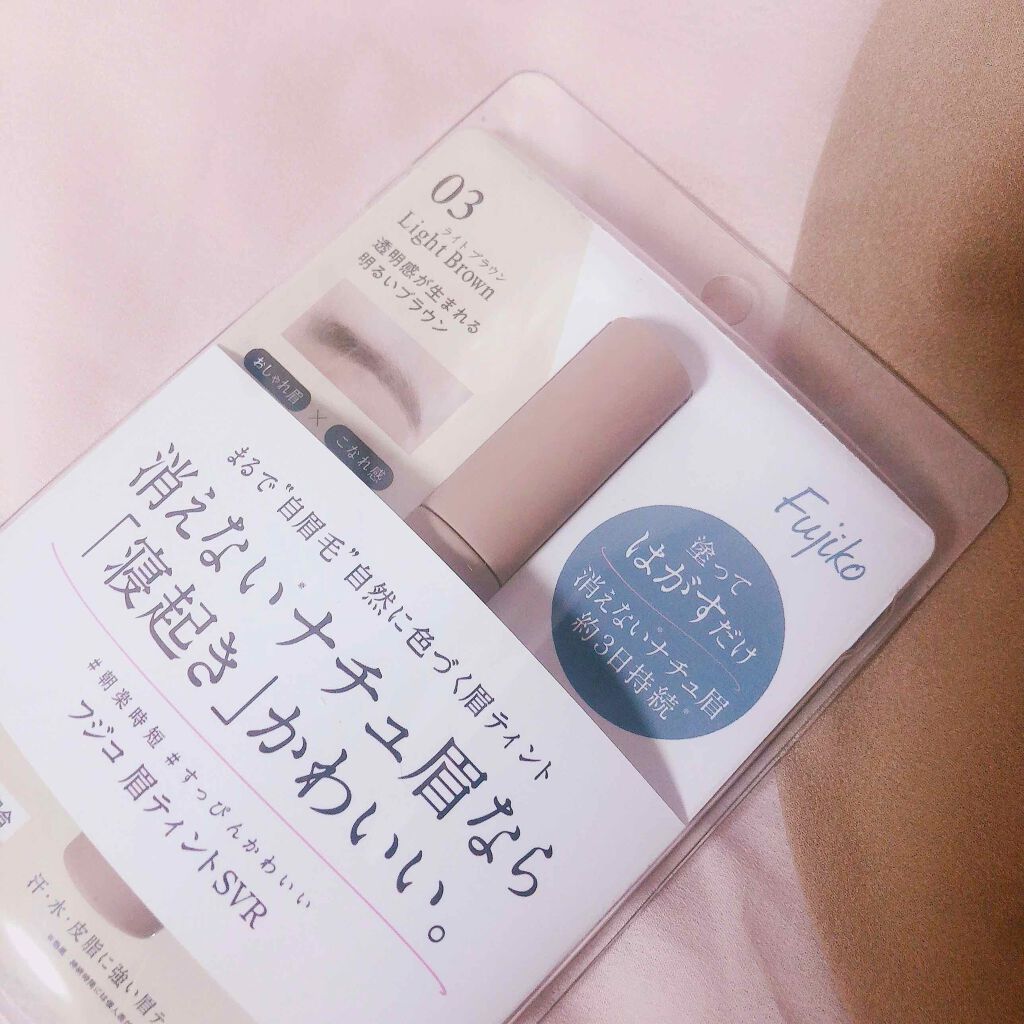 03
ライト ブラウン
Light Brown
透明感が生まれる
明るいブラウン
おしゃれ眉
×
こなれ感
Fujiko
塗って
はがすだけ
消えない※ナチュ眉
約3日持続※
まるで"自眉毛"自然に色づく眉ティント
消えない※ナチュ眉なら
「寝起き」かわいい。
#朝楽時短#すっぴんかわいい
フジコ 眉ティントSVR
汗・水・皮脂に強い眉テ